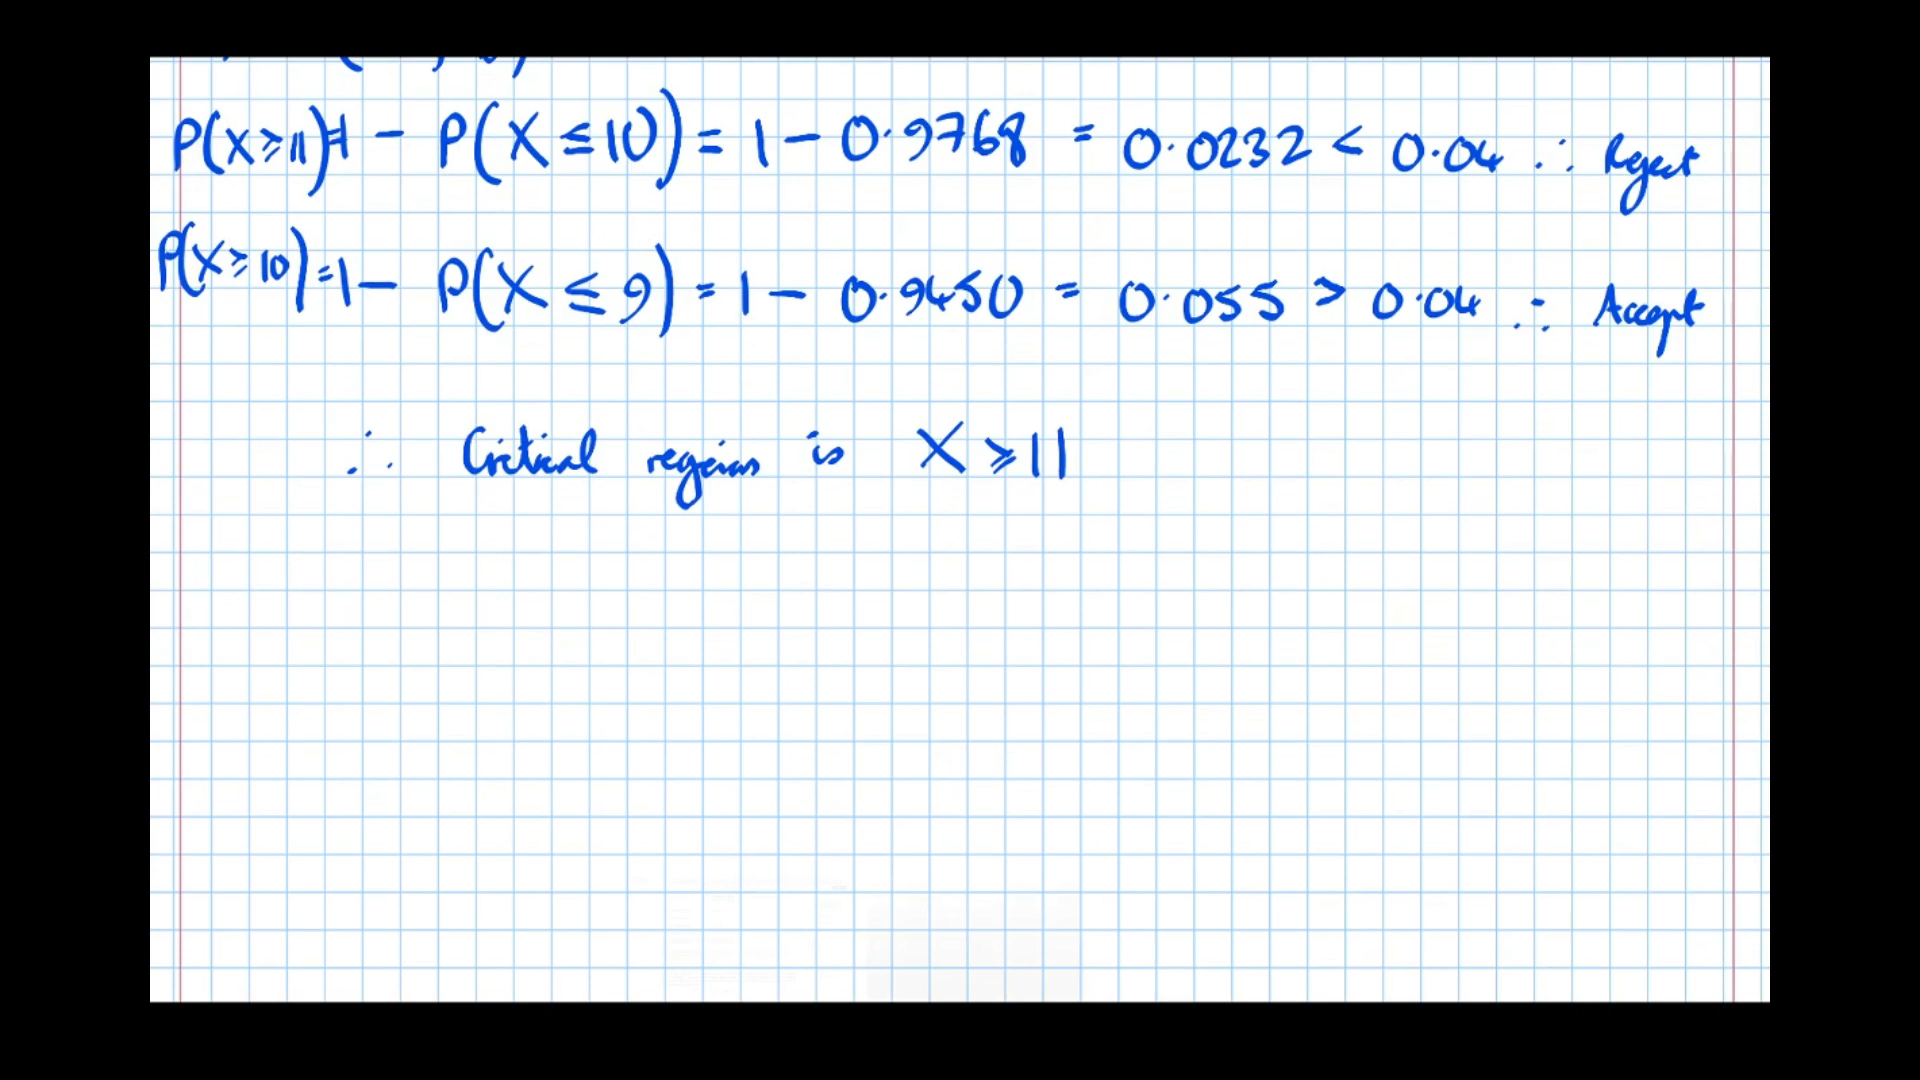 P(X≥11)=1 - P(X ≤ 10) = 1 - 0.9768 = 0.0232 < 0.04 ∴ Reject
P(X≥10)=1 - P(X ≤ 9) = 1 - 0.9450 = 0.055 > 0.04 ∴ Accept
∴ Critical region is X ≥ 11